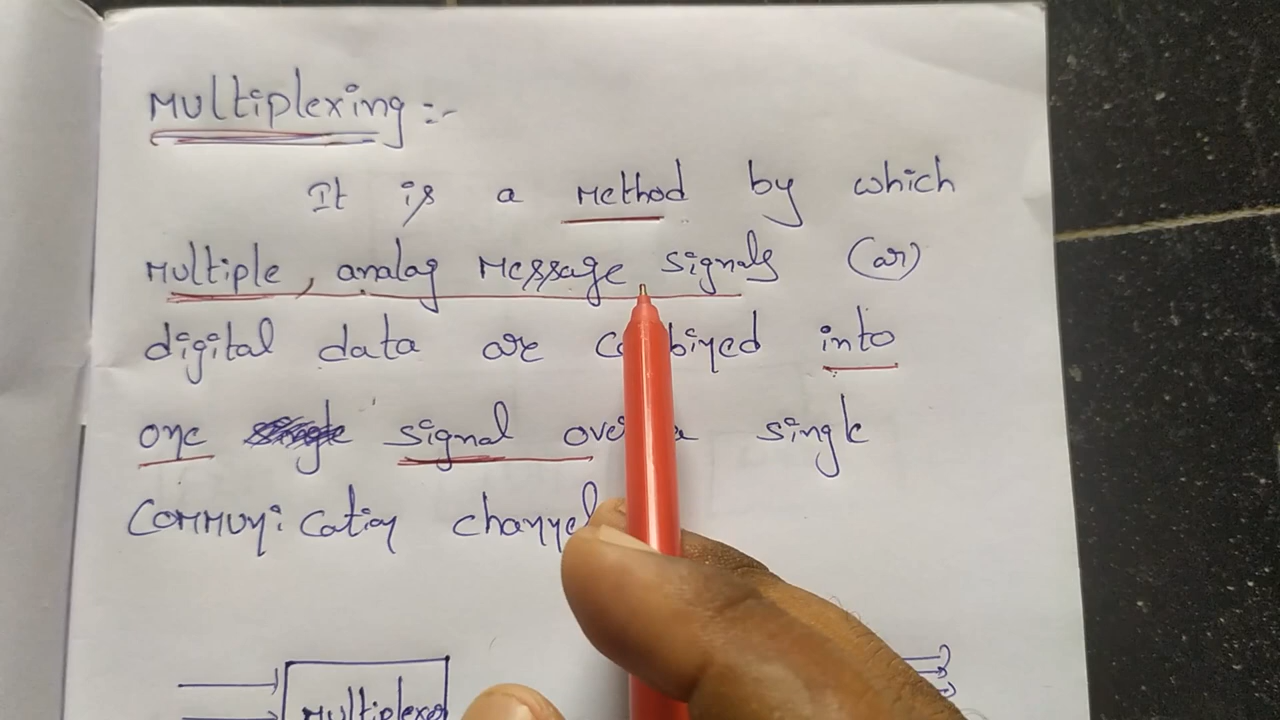 Multiplexing :-
It is a method by which
Multiple, analog Message signals (or)
digital data are combined into
one signal over a single
Communication channel
Multiplexer